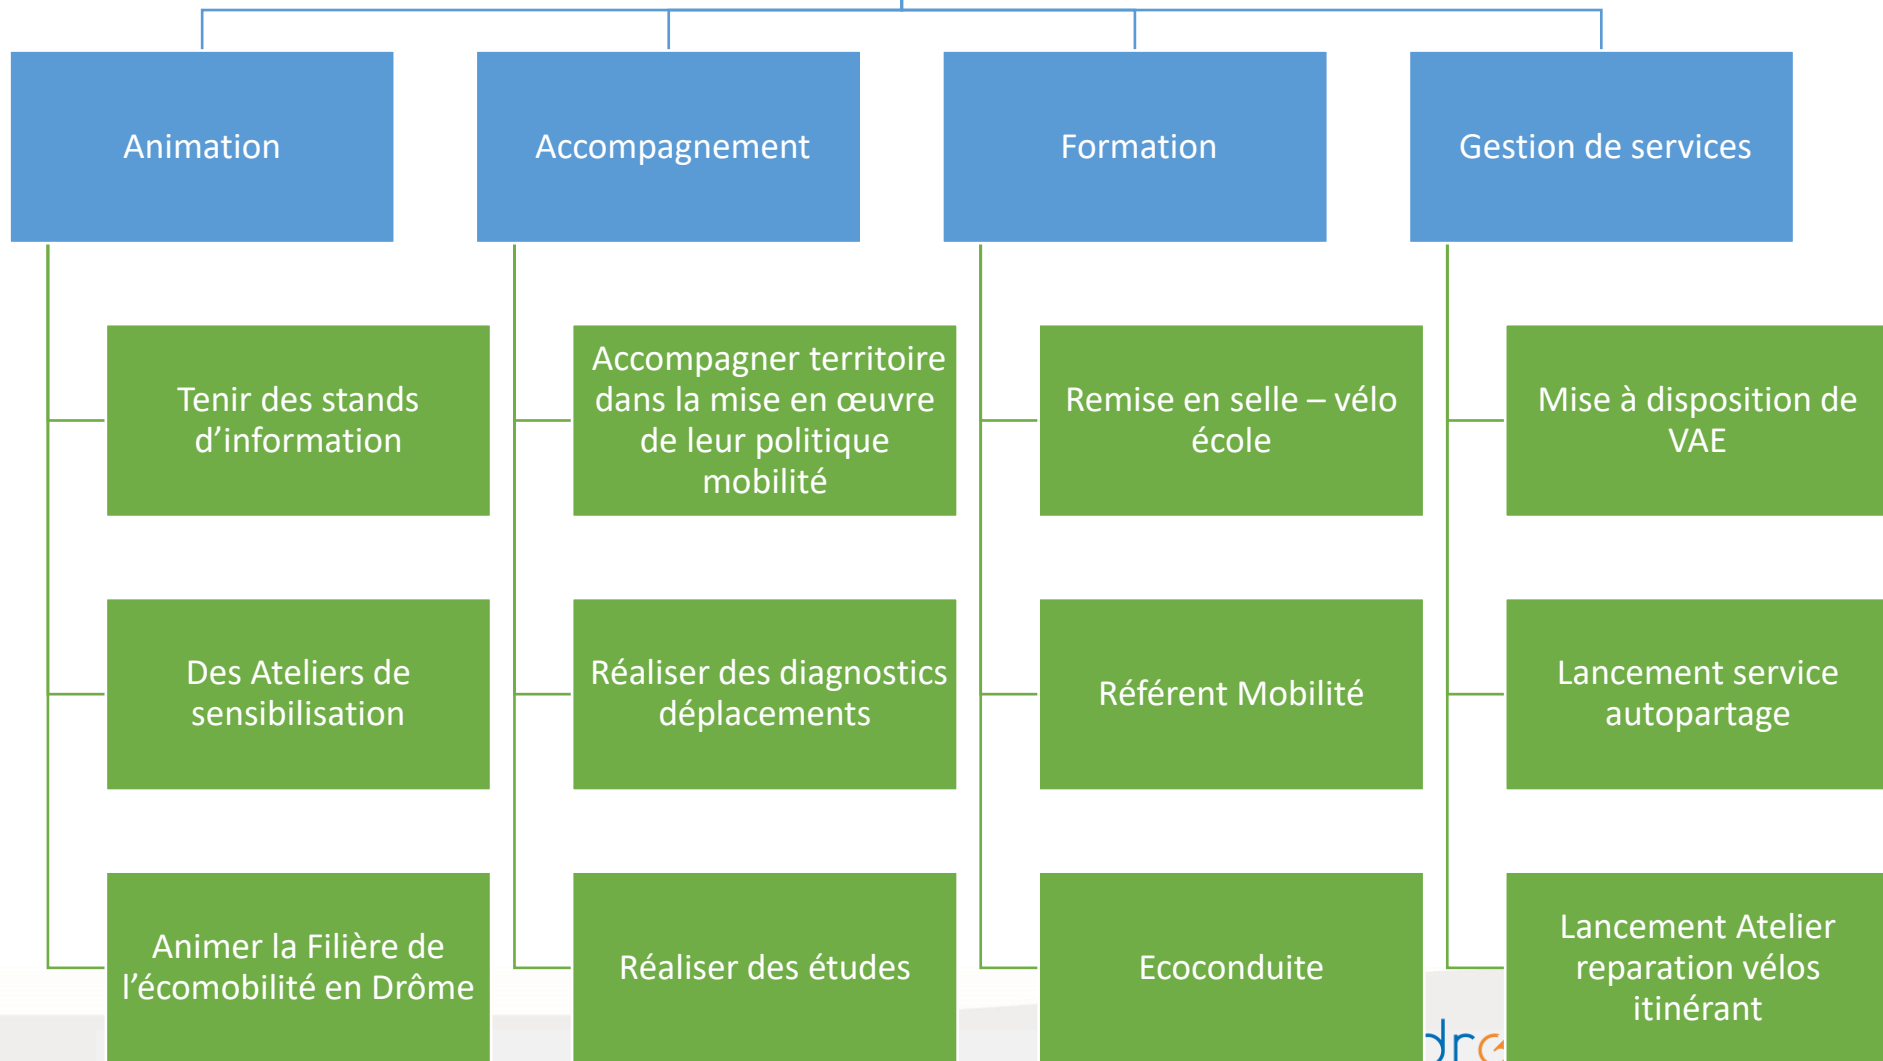 Animation
Accompagnement
Formation
Gestion de services
Tenir des stands
d’information
Accompagner territoire
dans la mise en œuvre
de leur politique
mobilité
Remise en selle – vélo
école
Mise à disposition de
VAE
Des Ateliers de
sensibilisation
Réaliser des diagnostics
déplacements
Référent Mobilité
Lancement service
autopartage
Animer la Filière de
l’écomobilité en Drôme
Réaliser des études
Ecoconduite
Lancement Atelier
reparation vélos
itinérant